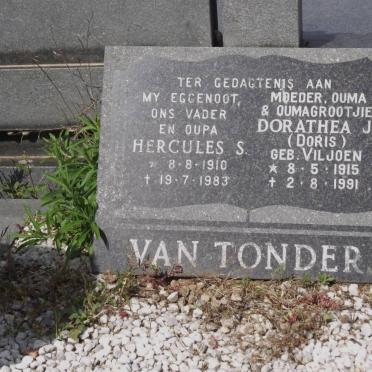 TER GEDAGTENIS AAN
MY EGGENOOT,
ONS VADER
EN OUPA
HERCULES S.
* 8-8-1910
† 19-7-1983
MOEDER, OUMA
& OUMAGROOTJIE
DORATHEA J.
(DORIS)
GEB. VILJOEN
* 8-5-1915
† 2-8-1991
VAN TONDER